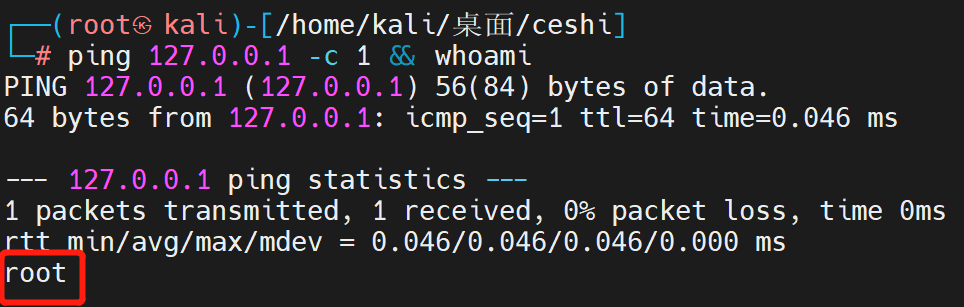 ┌──(root㉿kali)-[/home/kali/桌面/ceshi]
└─# ping 127.0.0.1 -c 1 && whoami
PING 127.0.0.1 (127.0.0.1) 56(84) bytes of data.
64 bytes from 127.0.0.1: icmp_seq=1 ttl=64 time=0.046 ms
--- 127.0.0.1 ping statistics ---
1 packets transmitted, 1 received, 0% packet loss, time 0ms
rtt min/avg/max/mdev = 0.046/0.046/0.046/0.000 ms
root